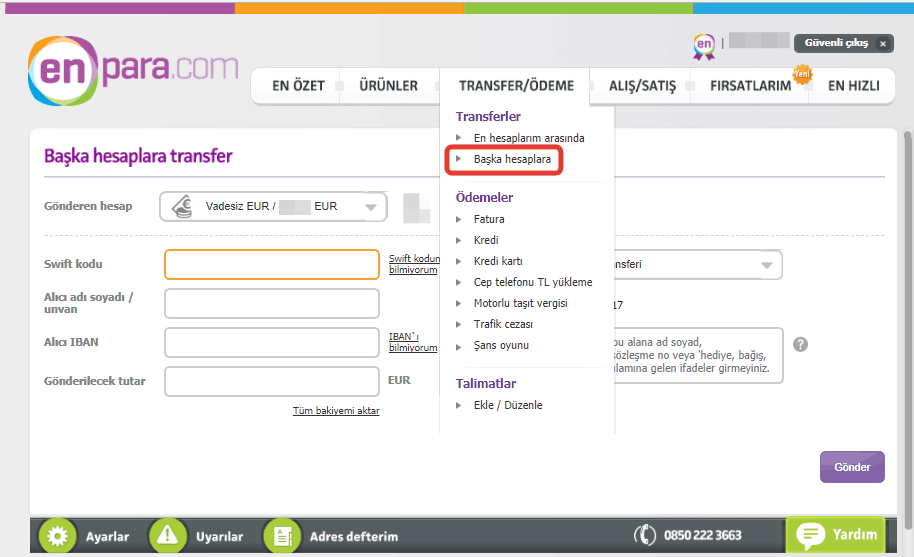 enpara.com
en
Güvenli çıkış x
EN ÖZET ÜRÜNLER TRANSFER/ÖDEME ALIŞ/SATIŞ FIRSATLARIM Yeni EN HIZLI
Transferler
En hesaplarım arasında
Başka hesaplara
Ödemeler
Fatura
Kredi
Kredi kartı
Cep telefonu TL yükleme
Motorlu taşıt vergisi
Trafik cezası
Şans oyunu
Talimatlar
Ekle / Düzenle
Başka hesaplara transfer
Gönderen hesap Vadesiz EUR / EUR
Swift kodu Swift kodun
bilmiyorum
Alıcı adı soyadı /
unvan
Alıcı IBAN IBAN`ı
bilmiyorum
Gönderilecek tutar EUR
Tüm bakiyemi aktar
nsferi
17
bu alana ad soyad,
sözleşme no veya 'hediye, bağış,
ılamına gelen ifadeler girmeyiniz.
?
Gönder
Ayarlar Uyarılar Adres defterim 0850 222 3663 Yardım